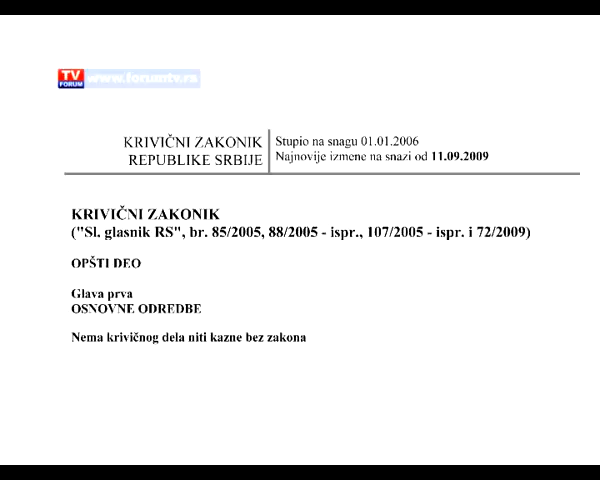 TV
FORUM
www.forumtv.rs
KRIVIČNI ZAKONIK
REPUBLIKE SRBIJE
Stupio na snagu 01.01.2006
Najnovije izmene na snazi od 11.09.2009
KRIVIČNI ZAKONIK
("Sl. glasnik RS", br. 85/2005, 88/2005 - ispr., 107/2005 - ispr. i 72/2009)
OPŠTI DEO
Glava prva
OSNOVNE ODREDBE
Nema krivičnog dela niti kazne bez zakona